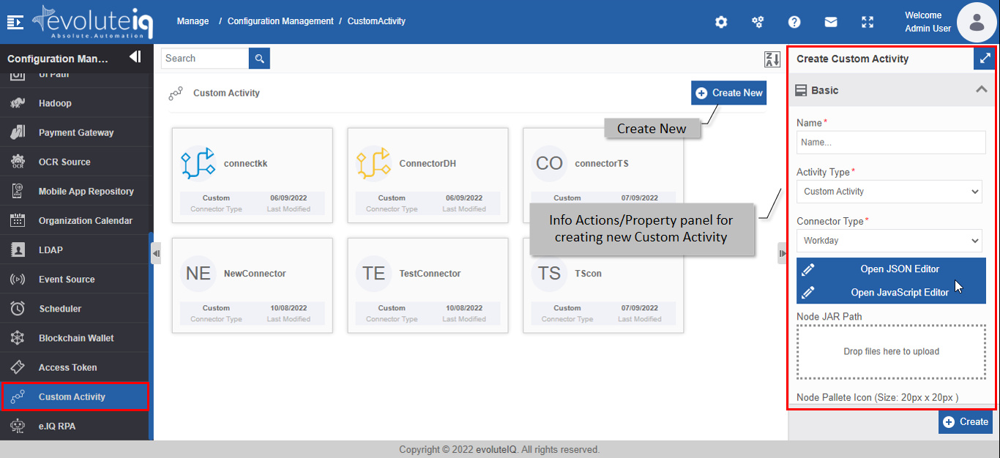 evoluteiq
Absolute.Automation
Manage / Configuration Management / CustomActivity
Welcome
Admin User
Configuration Man...
UI Path
Hadoop
Payment Gateway
OCR
OCR Source
Mobile App Repository
Organization Calendar
LDAP
Event Source
Scheduler
Blockchain Wallet
Access Token
Custom Activity
e.IQ RPA
Search
Z
A
Custom Activity
Create New
Create New
connectkk
Custom 06/09/2022
Connector Type Last Modified
ConnectorDH
Custom 06/09/2022
Connector Type Last Modified
CO connectorTS
Custom 07/09/2022
Info Actions/Property panel for
creating new Custom Activity
NE NewConnector
Custom 10/08/2022
Connector Type Last Modified
TE TestConnector
Custom 10/08/2022
Connector Type Last Modified
TS TScon
Custom 07/09/2022
Connector Type Last Modified
Create Custom Activity
Basic
Name*
Name...
Activity Type*
Custom Activity
Connector Type*
Workday
Open JSON Editor
Open JavaScript Editor
Node JAR Path
Drop files here to upload
Node Pallete Icon (Size: 20px x 20px )
Create
Copyright © 2022 evoluteIQ. All rights reserved.